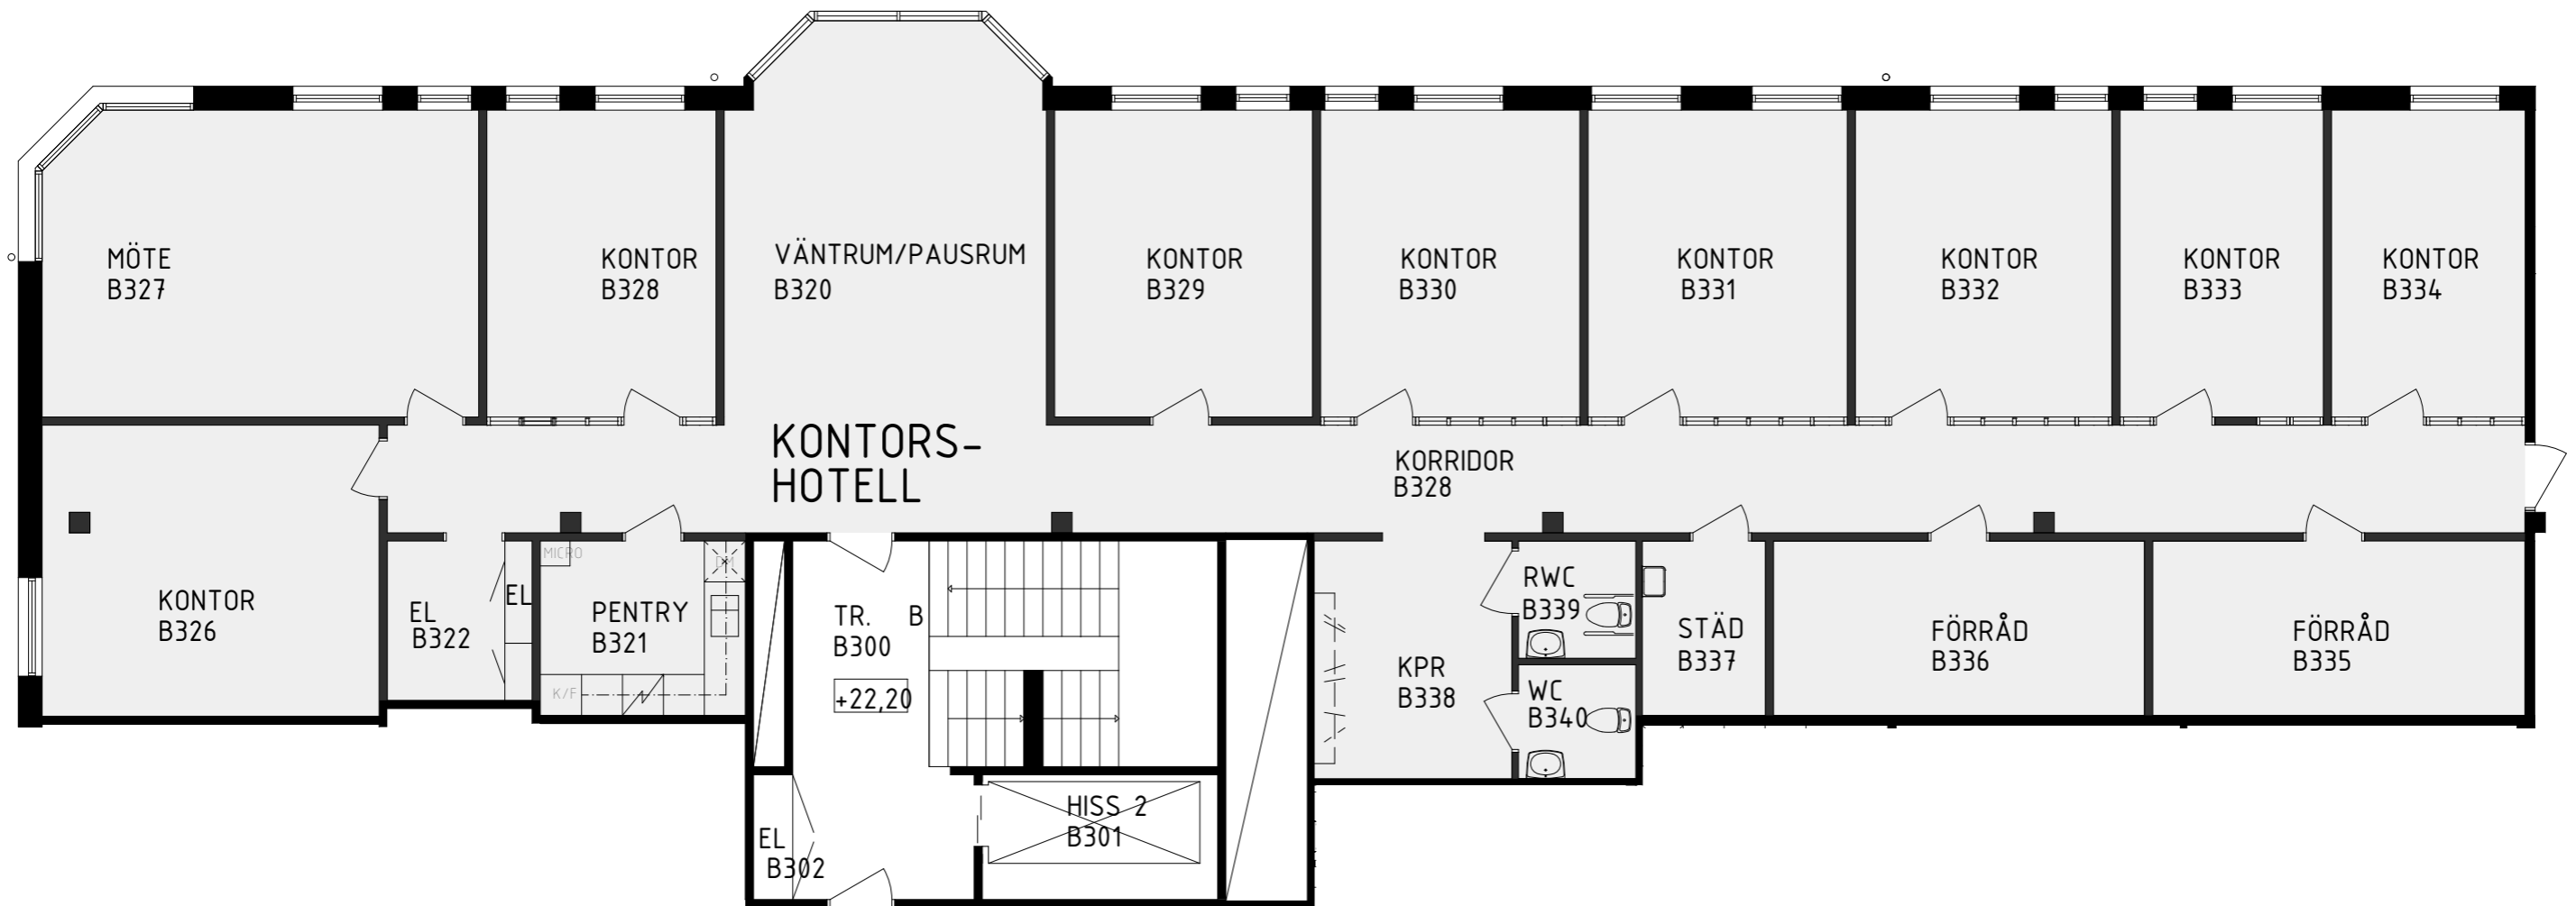 MÖTE
B327
KONTOR
B328
VÄNTRUM/PAUSRUM
B320
KONTOR
B329
KONTOR
B330
KONTOR
B331
KONTOR
B332
KONTOR
B333
KONTOR
B334
KONTORS-
HOTELL
KORRIDOR
B328
KONTOR
B326
EL
B322
EL
MICRO
DM
PENTRY
B321
K/F
TR. B
B300
+22,20
HISS 2
B301
EL
B302
KPR
B338
RWC
B339
WC
B340
STÄD
B337
FÖRRÅD
B336
FÖRRÅD
B335